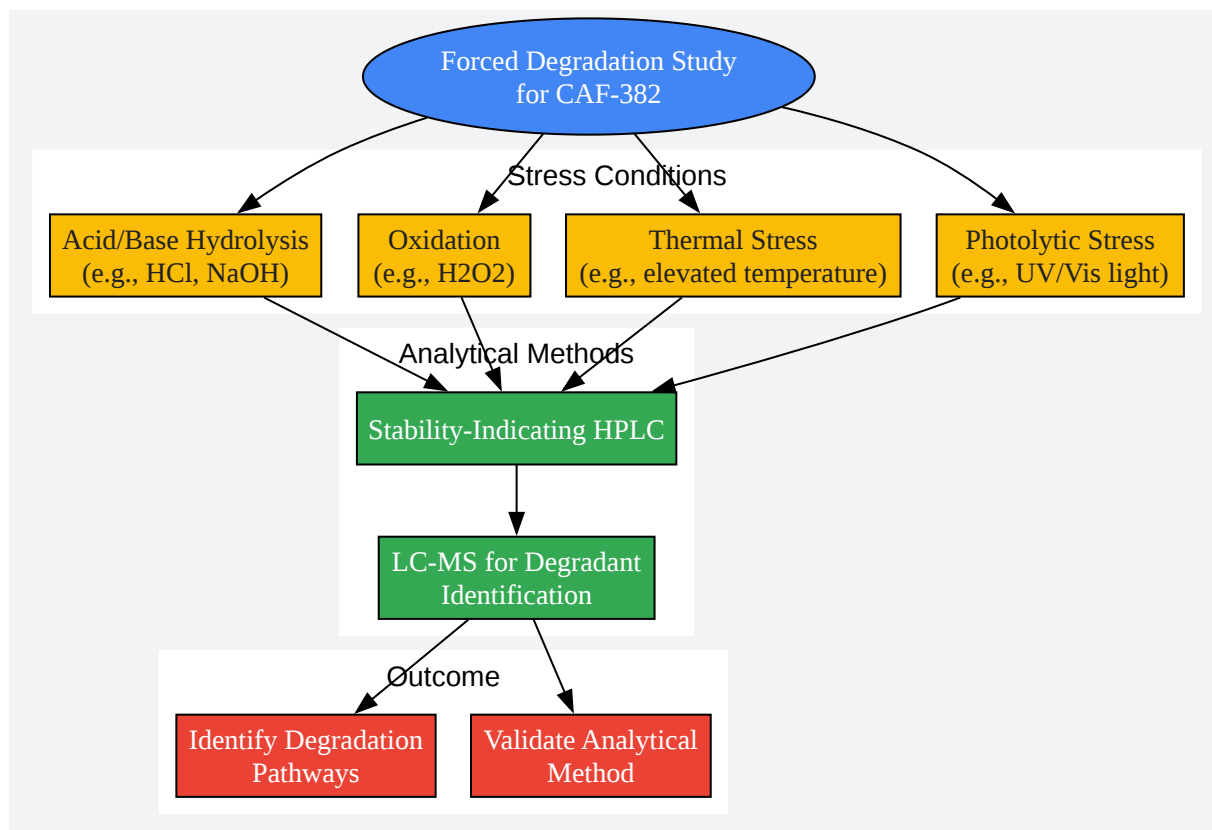 Forced Degradation Study
for CAF-382
Stress Conditions
Acid/Base Hydrolysis
(e.g., HCl, NaOH)
Oxidation
(e.g., H2O2)
Thermal Stress
(e.g., elevated temperature)
Photolytic Stress
(e.g., UV/Vis light)
Analytical Methods
Stability-Indicating HPLC
LC-MS for Degradant
Identification
Outcome
Identify Degradation
Pathways
Validate Analytical
Method